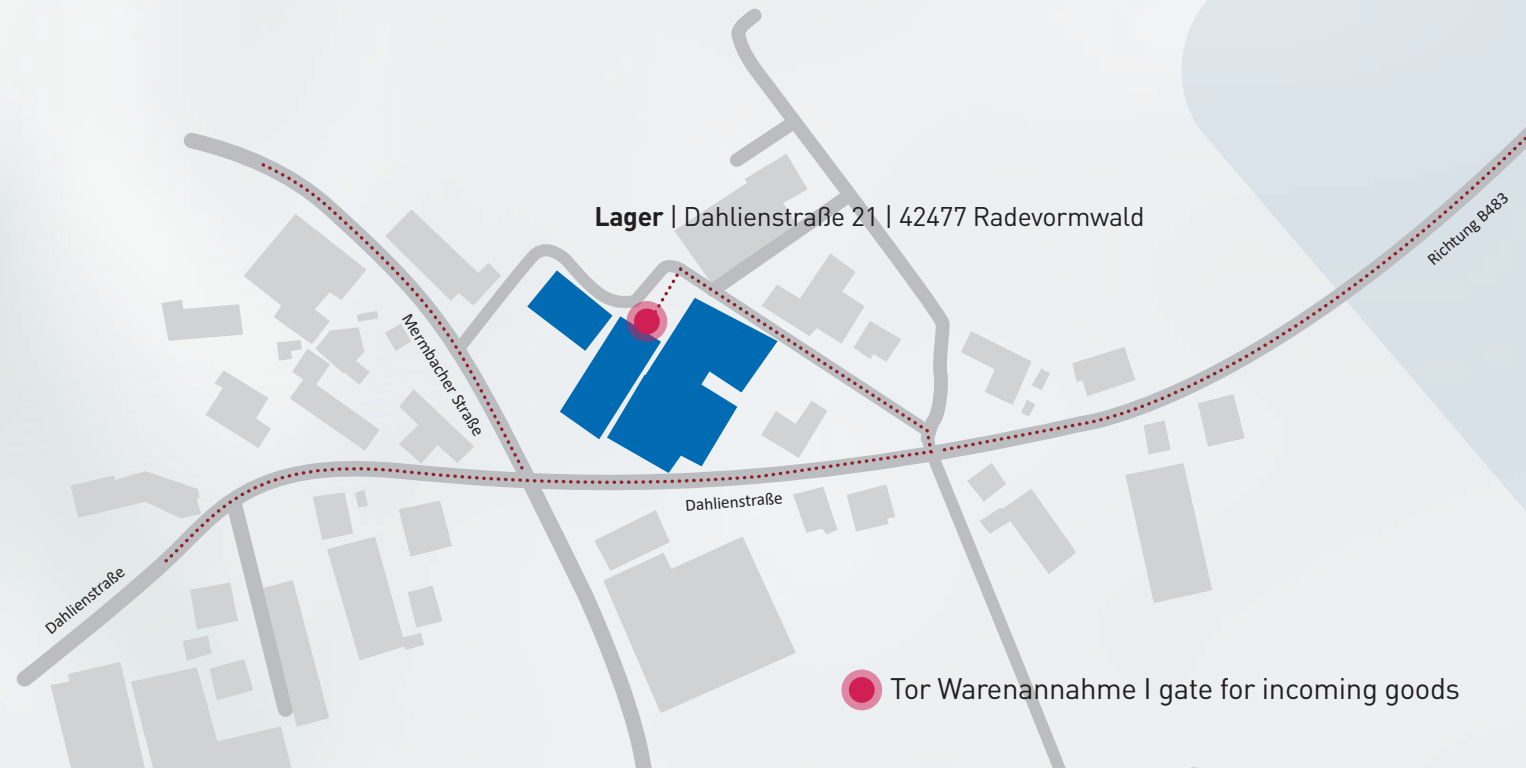 Lager | Dahlienstraße 21 | 42477 Radevormwald
Richtung B483
Mermbacher Straße
Dahlienstraße
Dahlienstraße
Tor Warenannahme I gate for incoming goods